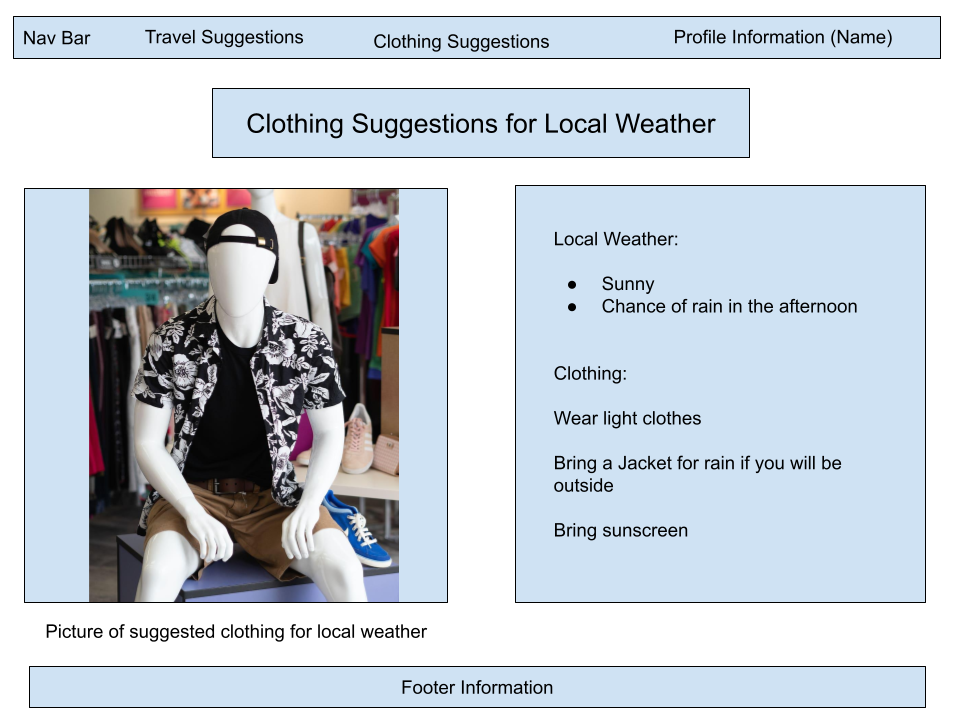 Nav Bar
Travel Suggestions
Clothing Suggestions
Profile Information (Name)
Clothing Suggestions for Local Weather
Local Weather:
● Sunny
● Chance of rain in the afternoon
Clothing:
Wear light clothes
Bring a Jacket for rain if you will be
outside
Bring sunscreen
Picture of suggested clothing for local weather
Footer Information